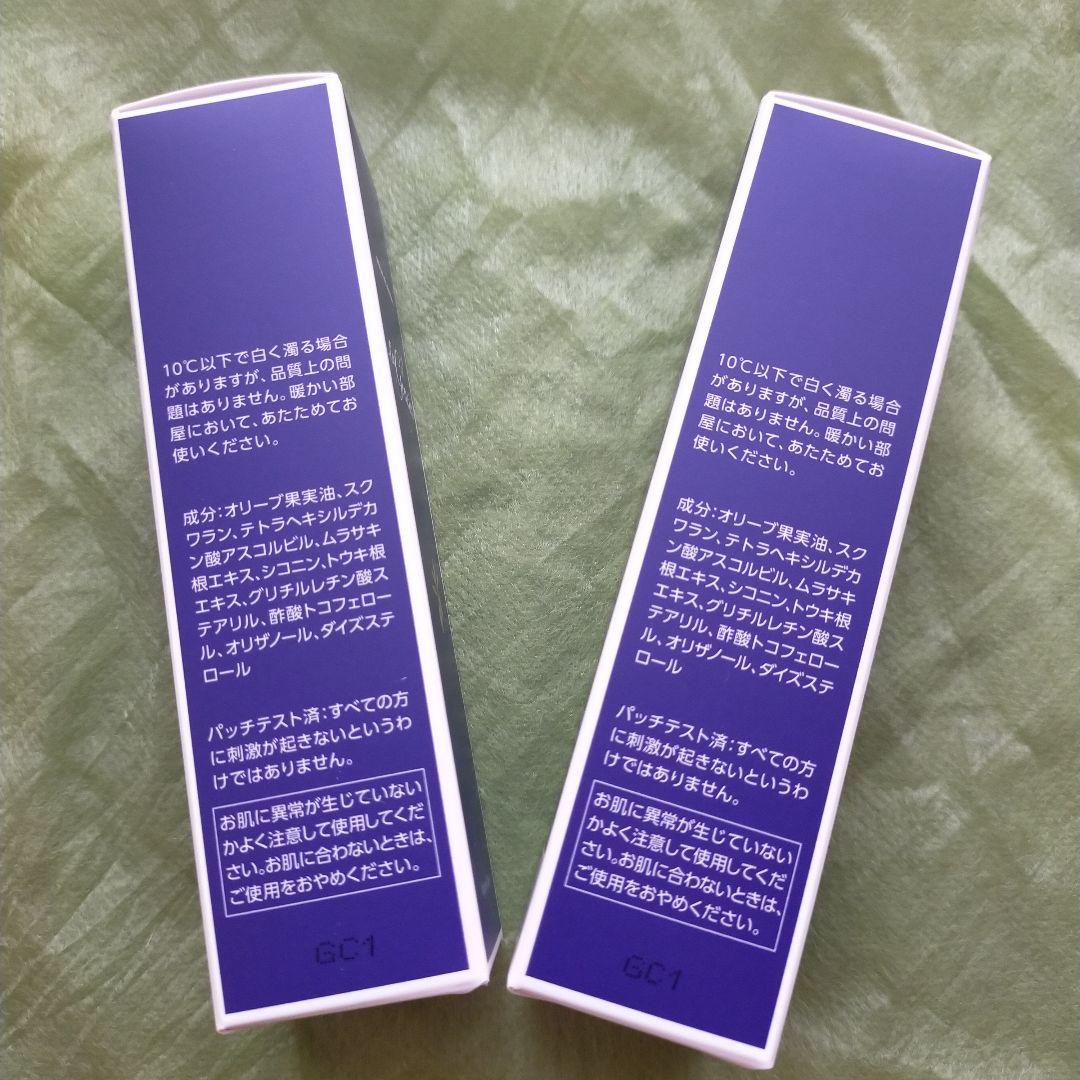 10℃以下で白く濁る場合
がありますが、品質上の問
題はありません。暖かい部
屋において、あたためてお
使いください。
成分:オリーブ果実油、スク
ワラン、テトラヘキシルデカ
ン酸アスコルビル、ムラサキ
根エキス、シコニン、トウキ根
エキス、グリチルレチン酸ス
テアリル、酢酸トコフェロー
ル、オリザノール、ダイズステ
ロール
パッチテスト済:すべての方
に刺激が起きないというわ
けではありません。
お肌に異常が生じていない
かよく注意して使用してくだ
さい。お肌に合わないときは、
ご使用をおやめください。
GC1
10℃以下で白く濁る場合
がありますが、品質上の問
題はありません。暖かい部
屋において、あたためてお
使いください。
成分:オリーブ果実油、スク
ワラン、テトラヘキシルデカ
ン酸アスコルビル、ムラサキ
根エキス、シコニン、トウキ根
エキス、グリチルレチン酸ス
テアリル、酢酸トコフェロー
ル、オリザノール、ダイズステ
ロール
パッチテスト済:すべての方
に刺激が起きないというわ
けではありません。
お肌に異常が生じていない
かよく注意して使用してくだ
さい。お肌に合わないときは、
ご使用をおやめください。
GC1